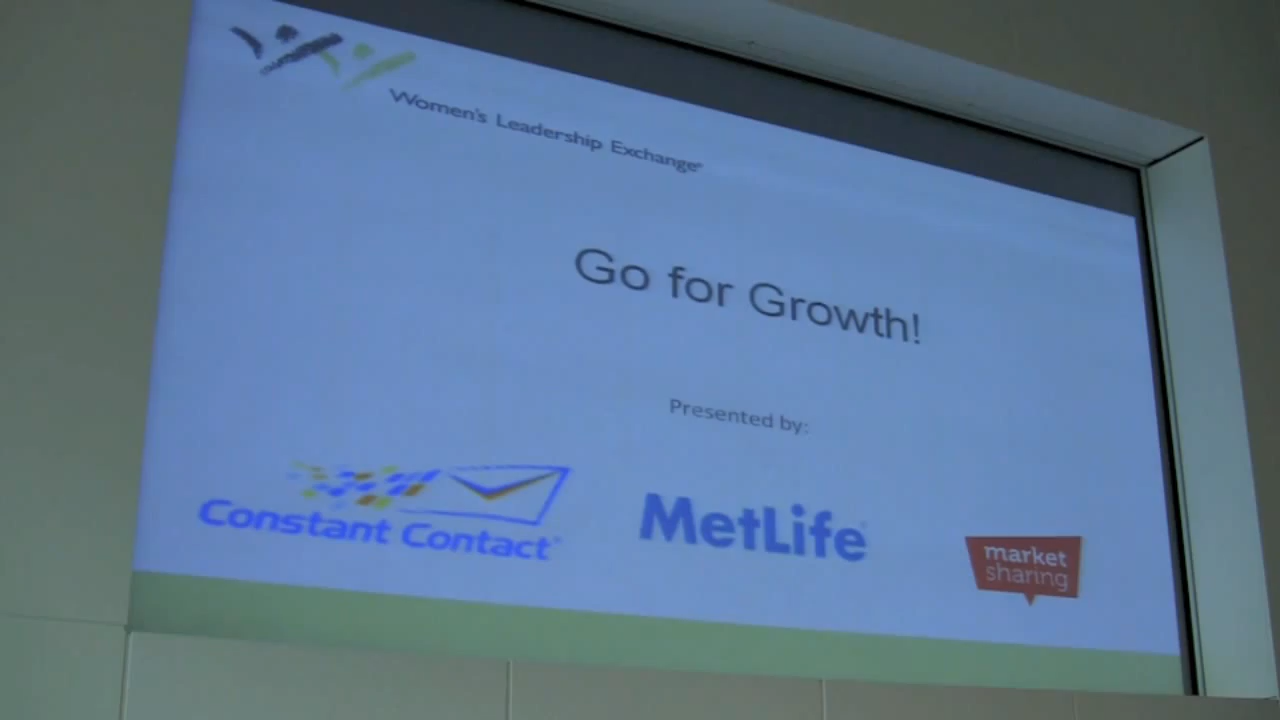 Women's Leadership Exchange®
Go for Growth!
Presented by:
Constant Contact®
MetLife®
market
sharing